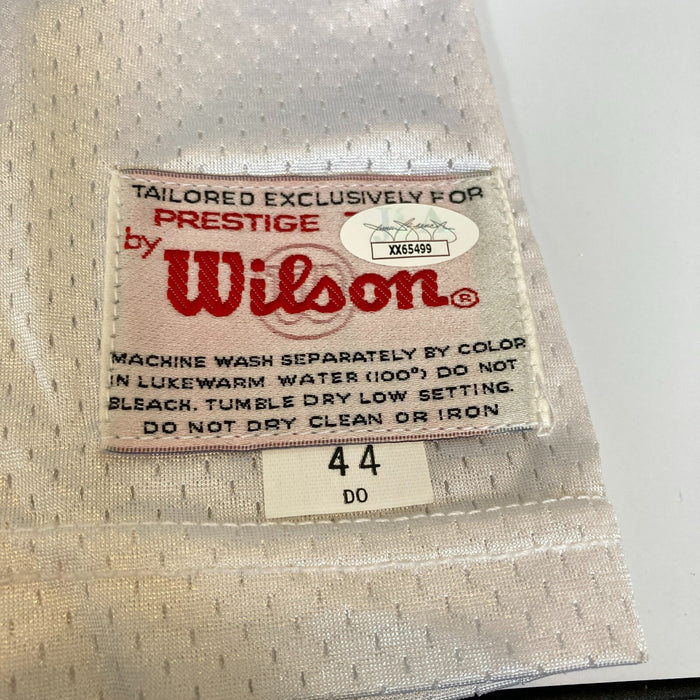 TAILORED EXCLUSIVELY FOR
PRESTIGE
JSA
XX65499
by
Wilson®
MACHINE WASH SEPARATELY BY COLOR
IN LUKEWARM WATER (100°) DO NOT
BLEACH. TUMBLE DRY LOW SETTING.
DO NOT DRY CLEAN OR IRON
44
DO